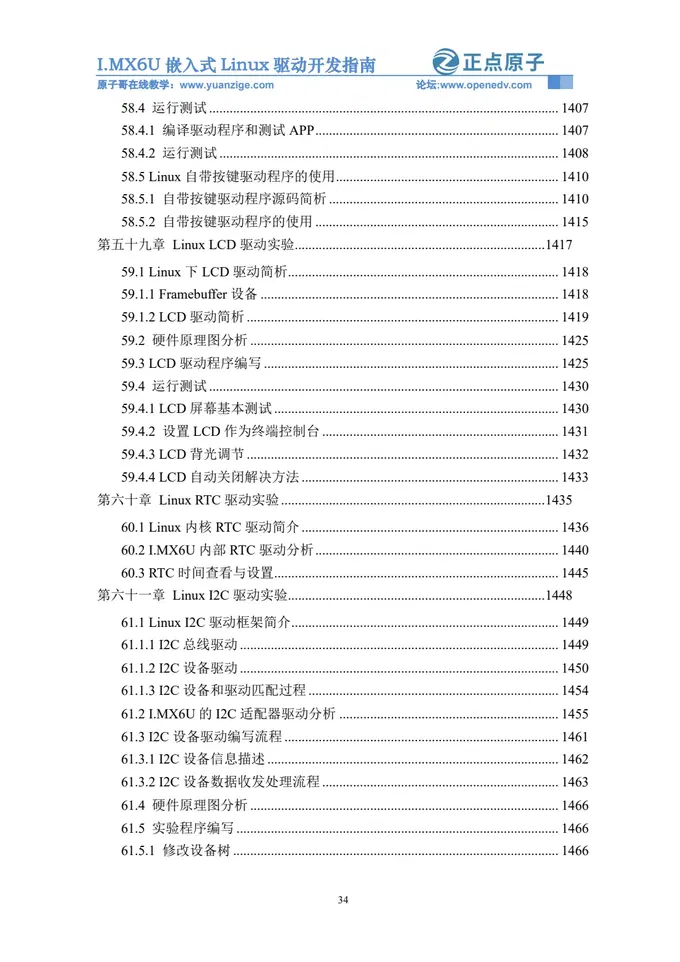 I.MX6U 嵌入式 Linux 驱动开发指南
正点原子
原子哥在线教学：www.yuanzige.com
论坛:www.openedv.com
58.4 运行测试 1407
58.4.1 编译驱动程序和测试 APP 1407
58.4.2 运行测试 1408
58.5 Linux 自带按键驱动程序的使用 1410
58.5.1 自带按键驱动程序源码简析 1410
58.5.2 自带按键驱动程序的使用 1415
第五十九章 Linux LCD 驱动实验 1417
59.1 Linux 下 LCD 驱动简析 1418
59.1.1 Framebuffer 设备 1418
59.1.2 LCD 驱动简析 1419
59.2 硬件原理图分析 1425
59.3 LCD 驱动程序编写 1425
59.4 运行测试 1430
59.4.1 LCD 屏幕基本测试 1430
59.4.2 设置 LCD 作为终端控制台 1431
59.4.3 LCD 背光调节 1432
59.4.4 LCD 自动关闭解决方法 1433
第六十章 Linux RTC 驱动实验 1435
60.1 Linux 内核 RTC 驱动简介 1436
60.2 I.MX6U 内部 RTC 驱动分析 1440
60.3 RTC 时间查看与设置 1445
第六十一章 Linux I2C 驱动实验 1448
61.1 Linux I2C 驱动框架简介 1449
61.1.1 I2C 总线驱动 1449
61.1.2 I2C 设备驱动 1450
61.1.3 I2C 设备和驱动匹配过程 1454
61.2 I.MX6U 的 I2C 适配器驱动分析 1455
61.3 I2C 设备驱动编写流程 1461
61.3.1 I2C 设备信息描述 1462
61.3.2 I2C 设备数据收发处理流程 1463
61.4 硬件原理图分析 1466
61.5 实验程序编写 1466
61.5.1 修改设备树 1466
34